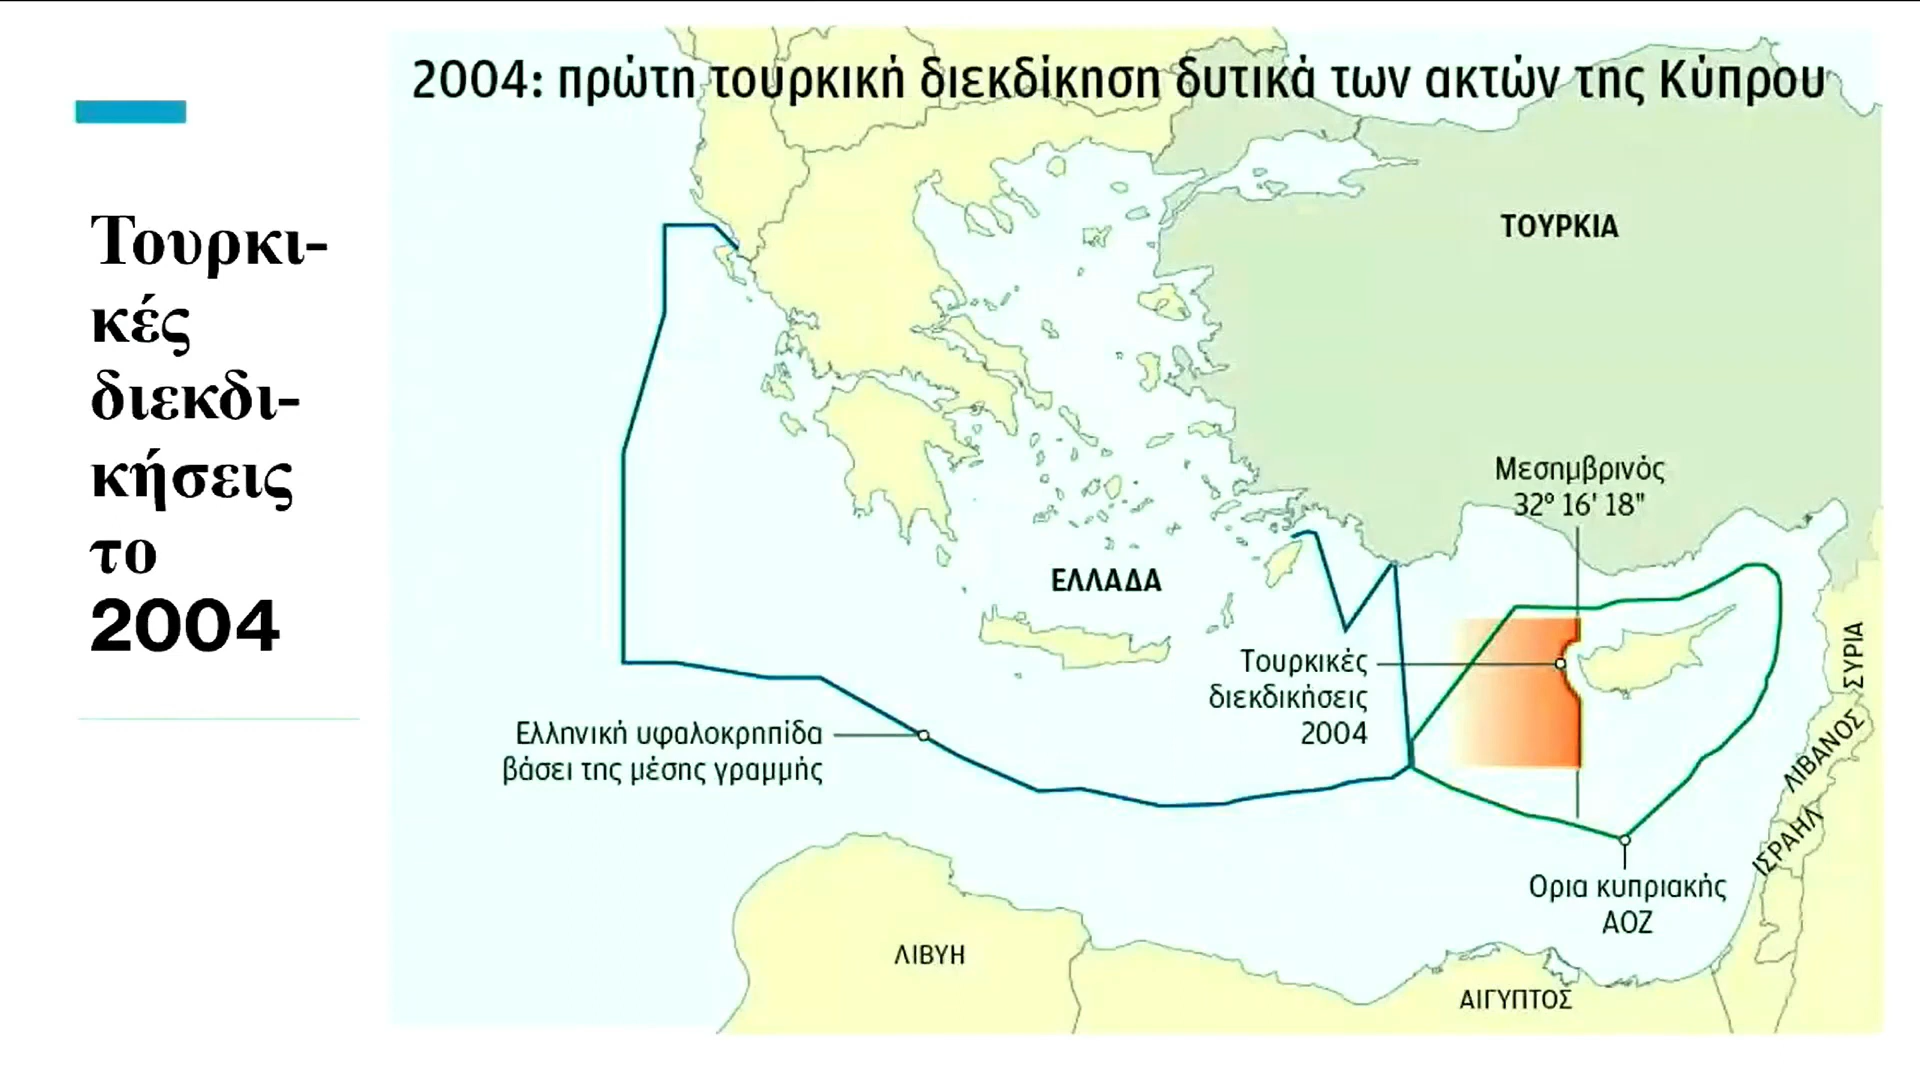 2004: πρώτη τουρκική διεκδίκηση δυτικά των ακτών της Κύπρου
Τουρκι-
κές
διεκδι-
κήσεις
το
2004
ΤΟΥΡΚΙΑ
Μεσημβρινός
32º 16' 18"
ΕΛΛΑΔΑ
Τουρκικές
διεκδικήσεις
2004
ΣΥΡΙΑ
Ελληνική υφαλοκρηπίδα
βάσει της μέσης γραμμής
ΛΙΒΑΝΟΣ
ΙΣΡΑΗΛ
Ορια κυπριακής
ΑΟΖ
ΛΙΒΥΗ
ΑΙΓΥΠΤΟΣ